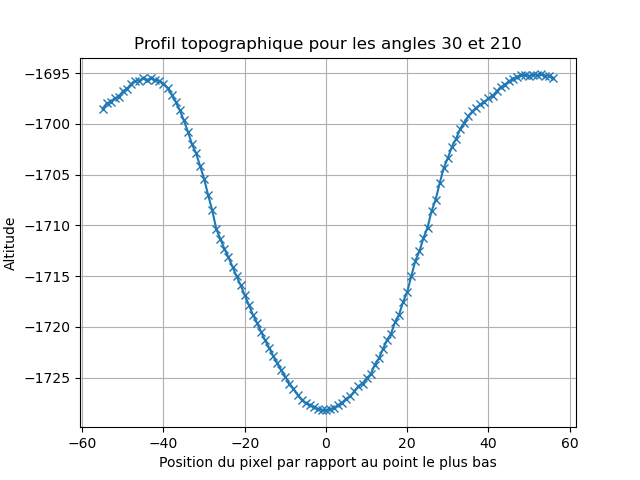 Profil topographique pour les angles 30 et 210
Altitude
−1695
−1700
−1705
−1710
−1715
−1720
−1725
−60 −40 −20 0 20 40 60
Position du pixel par rapport au point le plus bas